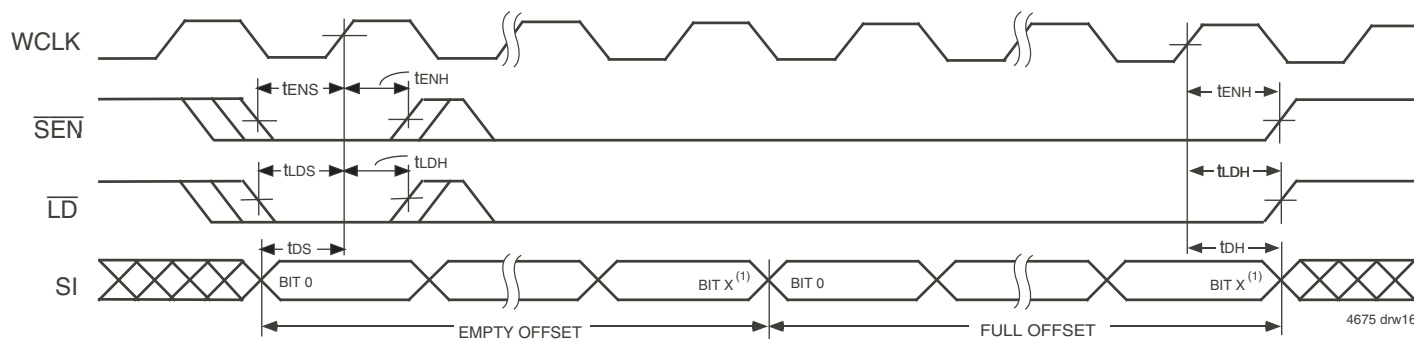 WCLK
tENS
tENH
tENH
SEN
tLDS
tLDH
tLDH
LD
tDS
tDH
SI
BIT 0
BIT X(1)
BIT 0
BIT X(1)
EMPTY OFFSET
FULL OFFSET
4675 drw16